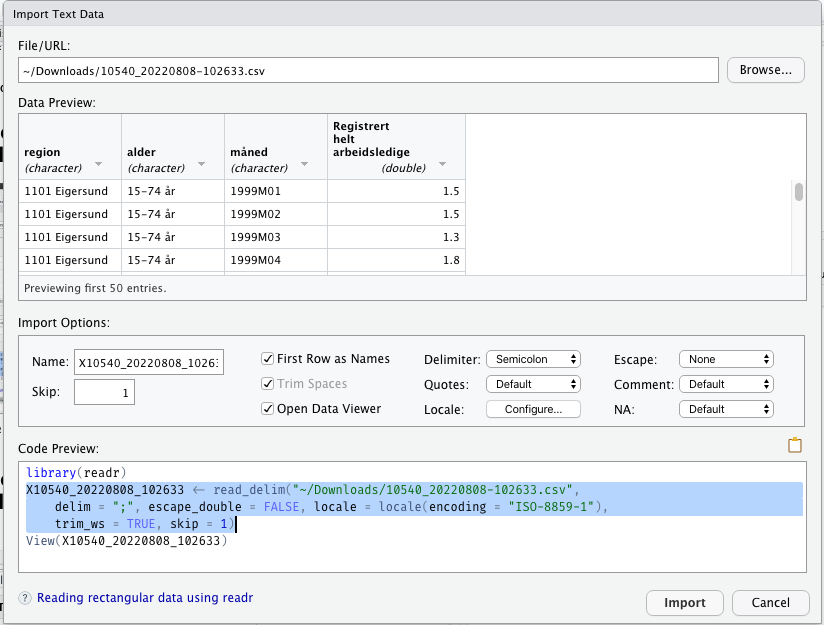 Import Text Data
File/URL:
~/Downloads/10540_20220808-102633.csv
Browse...
Data Preview:
region (character)
alder (character)
måned (character)
Registrert helt arbeidsledige (double)
1101 Eigersund 15-74 år 1999M01 1.5
1101 Eigersund 15-74 år 1999M02 1.5
1101 Eigersund 15-74 år 1999M03 1.3
1101 Eigersund 15-74 år 1999M04 1.8
Previewing first 50 entries.
Import Options:
Name: X10540_20220808_10263
Skip: 1
First Row as Names
Trim Spaces
Open Data Viewer
Delimiter: Semicolon
Quotes: Default
Locale: Configure...
Escape: None
Comment: Default
NA: Default
Code Preview:
library(readr)
X10540_20220808_102633 <- read_delim("~/Downloads/10540_20220808-102633.csv",
delim = ";", escape_double = FALSE, locale = locale(encoding = "ISO-8859-1"),
trim_ws = TRUE, skip = 1)
View(X10540_20220808_102633)
? Reading rectangular data using readr
Import
Cancel